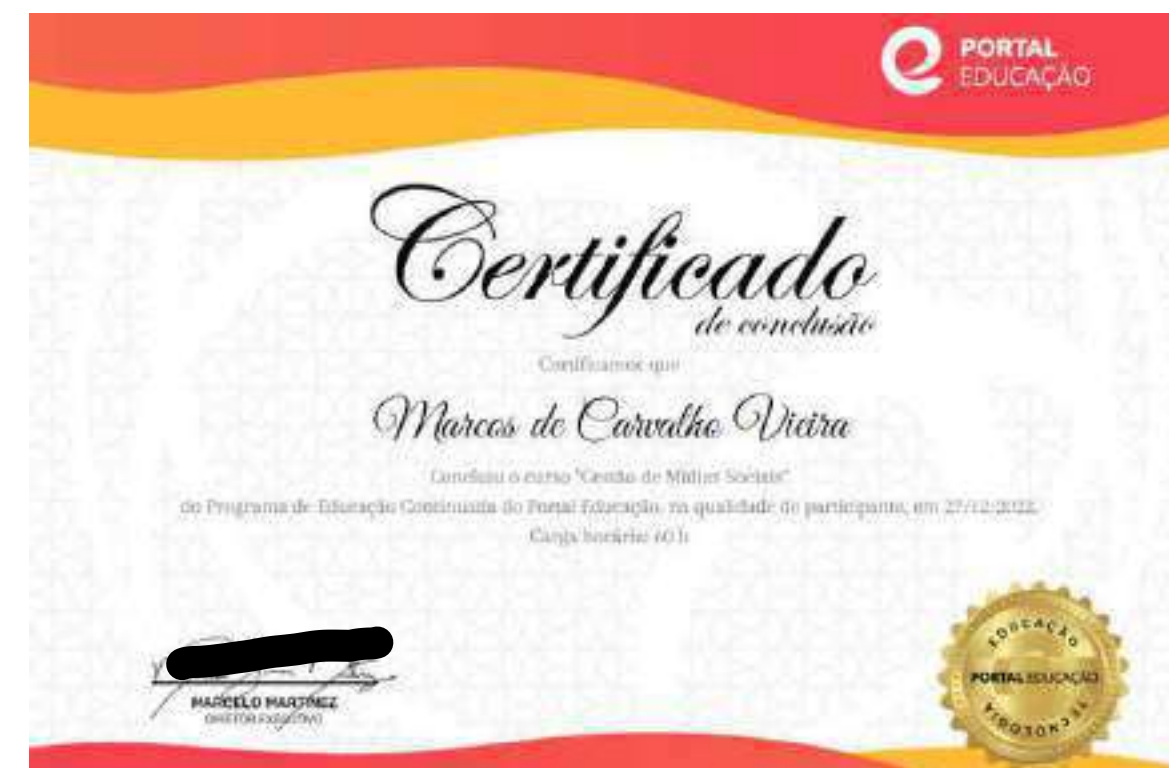 PORTAL
EDUCAÇÃO
Certificado
de conclusão
Certificamos que
Marcos de Carvalho Vieira
Concluiu o curso "Gestão de Mídias Sociais"
do Programa de Educação Continuada do Portal Educação, na qualidade de participante, em 27/12/2022.
Carga horária: 60 h
MARCELO MARTINEZ
DIRETOR EXECUTIVO
EDUCAÇÃO
PORTAL EDUCAÇÃO
E TECNOLOGIA